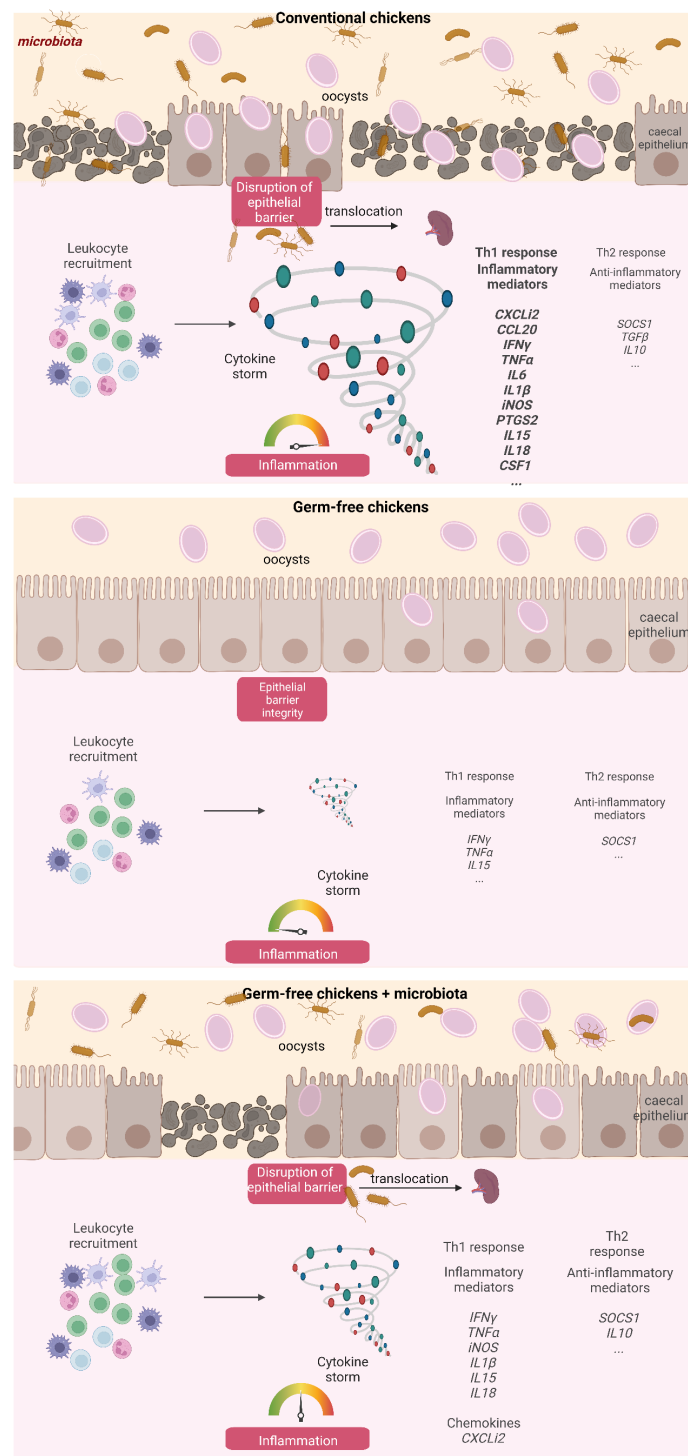 Conventional chickens
microbiota
oocysts
caecal
epithelium
Disruption of
epithelial
barrier
translocation
Leukocyte
recruitment
Cytokine
storm
Inflammation
Th1 response
Inflammatory
mediators
CXCLi2
CCL20
IFNγ
TNFα
IL6
IL1β
iNOS
PTGS2
IL15
IL18
CSF1
...
Th2 response
Anti-inflammatory
mediators
SOCS1
TGFβ
IL10
...
Germ-free chickens
oocysts
caecal
epithelium
Epithelial
barrier
integrity
Leukocyte
recruitment
Cytokine
storm
Inflammation
Th1 response
Inflammatory
mediators
IFNγ
TNFα
IL15
...
Th2 response
Anti-inflammatory
mediators
SOCS1
...
Germ-free chickens + microbiota
oocysts
caecal
epithelium
Disruption of
epithelial barrier
translocation
Leukocyte
recruitment
Cytokine
storm
Inflammation
Th1 response
Inflammatory
mediators
IFNγ
TNFα
iNOS
IL1β
IL15
IL18
Chemokines
CXCLi2
Th2
response
Anti-inflammatory
mediators
SOCS1
IL10
...